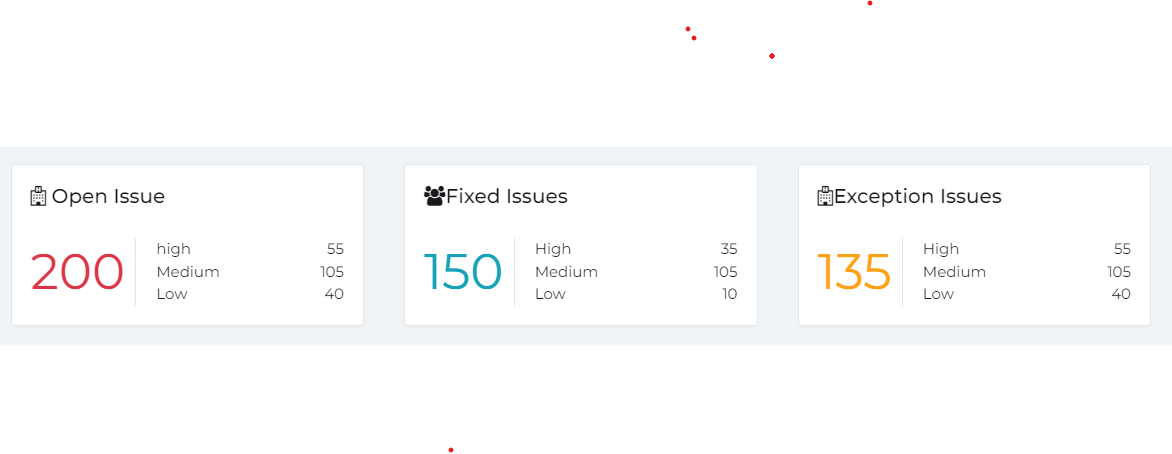 Open Issue
200
high 55
Medium 105
Low 40
Fixed Issues
150
High 35
Medium 105
Low 10
Exception Issues
135
High 55
Medium 105
Low 40